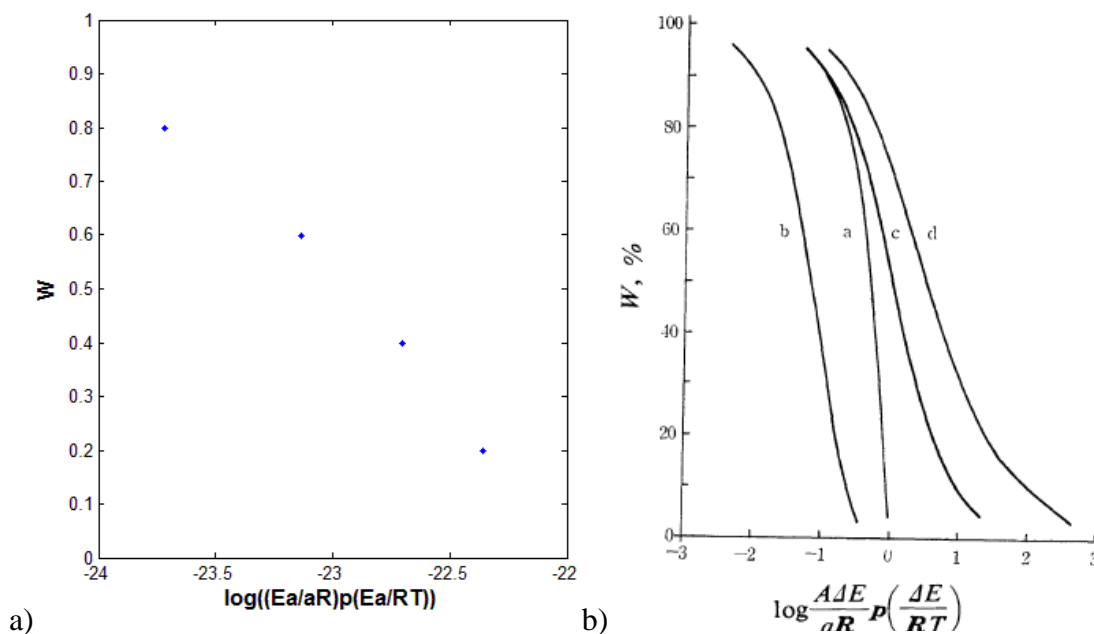 1
0.9
0.8
0.7
0.6
0.5
0.4
0.3
0.2
0.1
0
W
-24 -23.5 -23 -22.5 -22
log((Ea/aR)p(Ea/RT))
a)
100
80
60
40
20
0
W, %
b a c d
−3 −2 −1 0 1 2 3
log AΔE/aR p(ΔE/RT)
b)